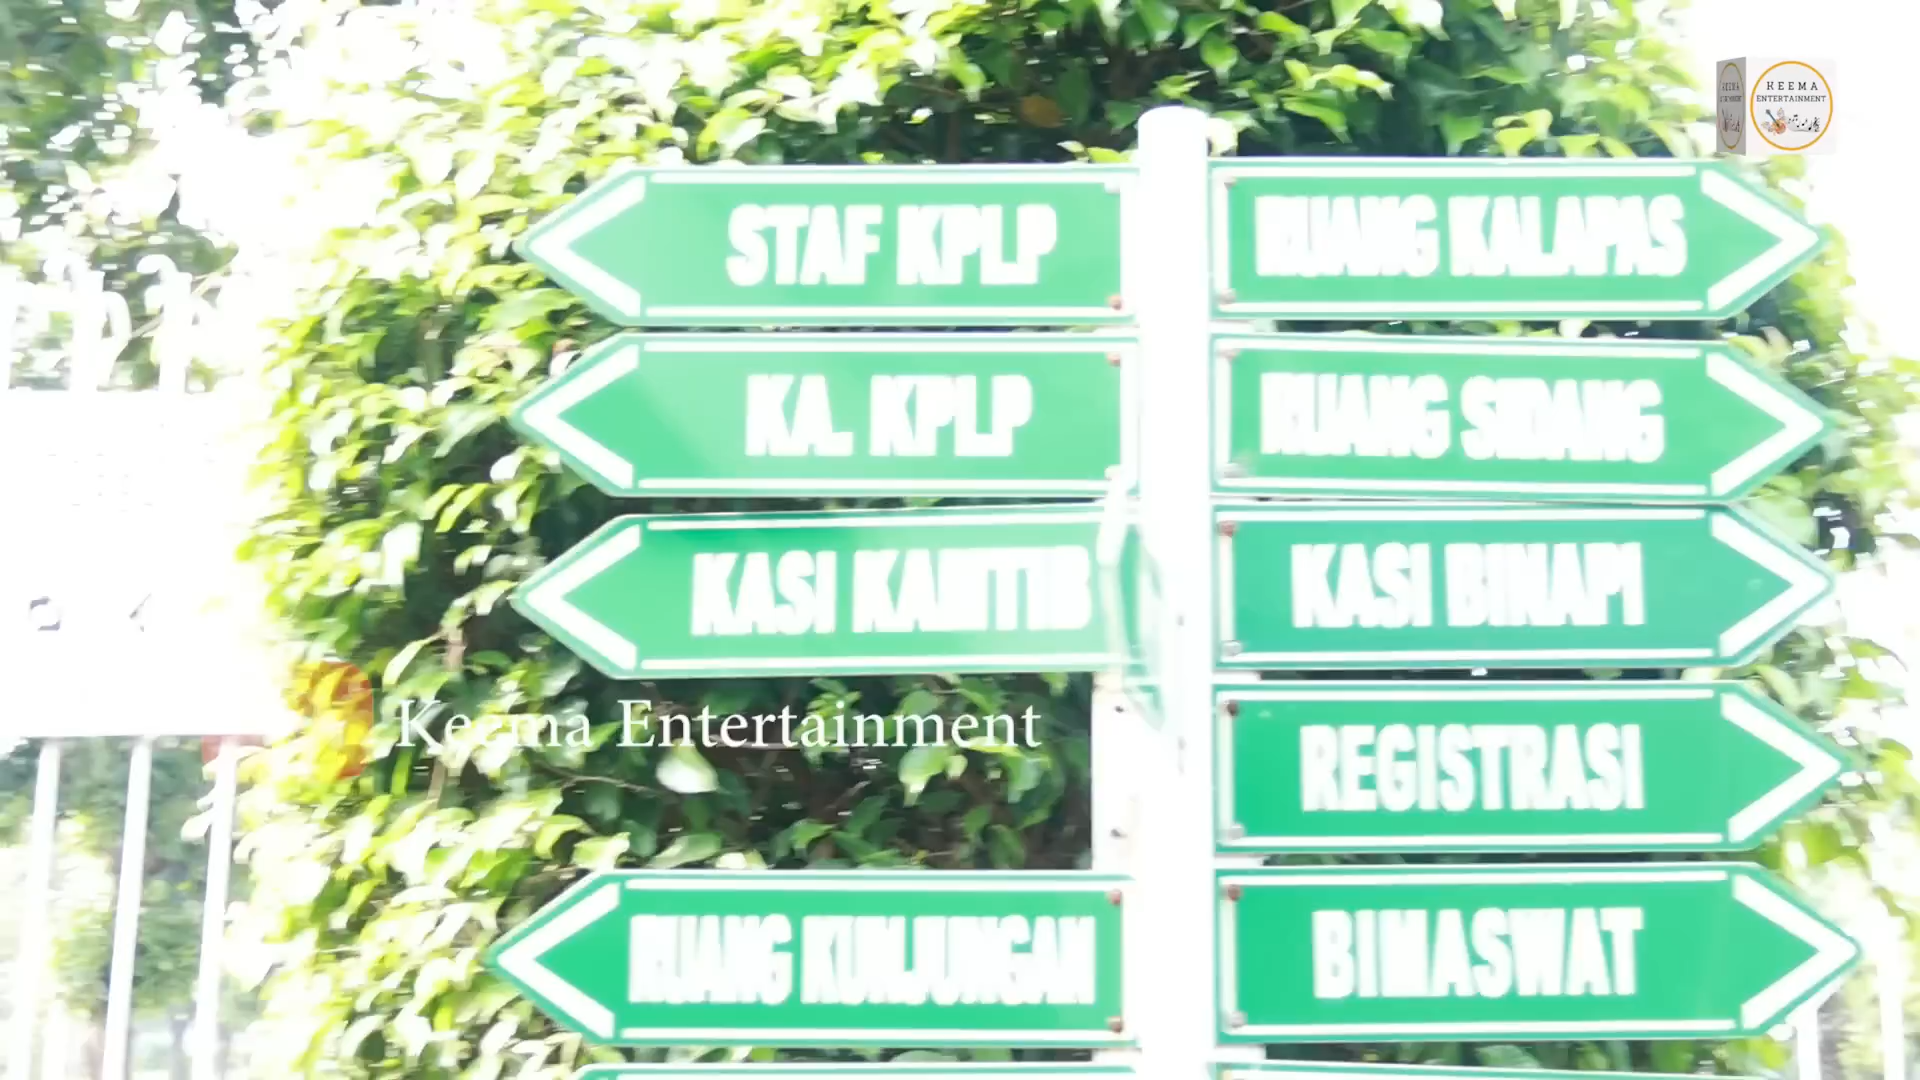 KEEMA
ENTERTAINMENT
STAF KPLP
RUANG KALAPAS
KA. KPLP
RUANG SIDANG
KASI KAMTIB
KASI BINAPI
Keema Entertainment
REGISTRASI
RUANG KUNJUNGAN
BIMASWAT